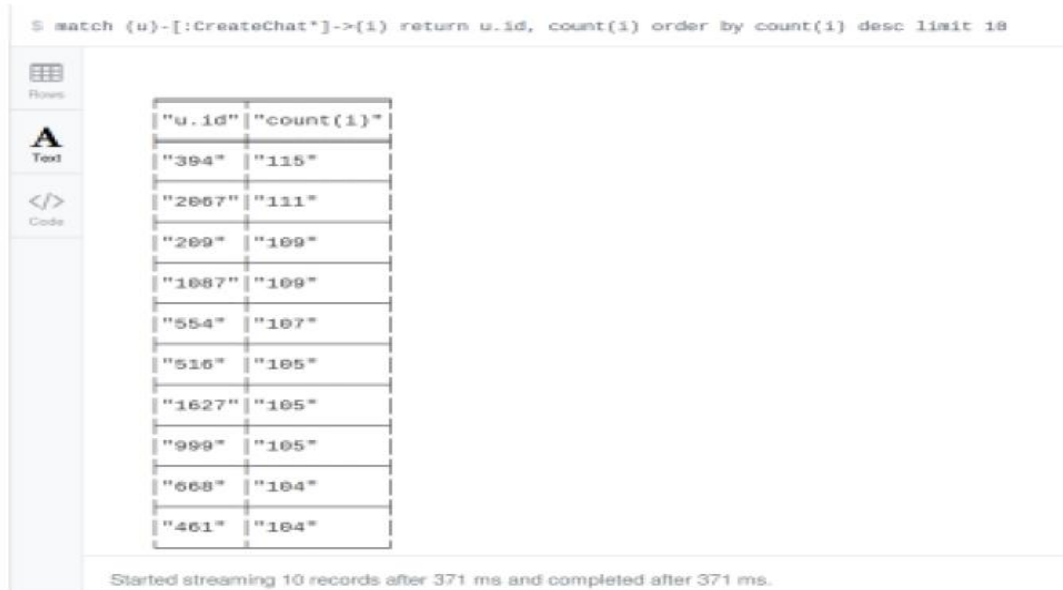 $ match (u)-[:CreateChat*]->(i) return u.id, count(i) order by count(i) desc limit 10
Rows
"u.id" "count(i)"
A
Text
"394" "115"
"2067" "111"
</>
Code
"209" "109"
"1087" "109"
"554" "107"
"516" "105"
"1627" "105"
"999" "105"
"668" "104"
"461" "104"
Started streaming 10 records after 371 ms and completed after 371 ms.